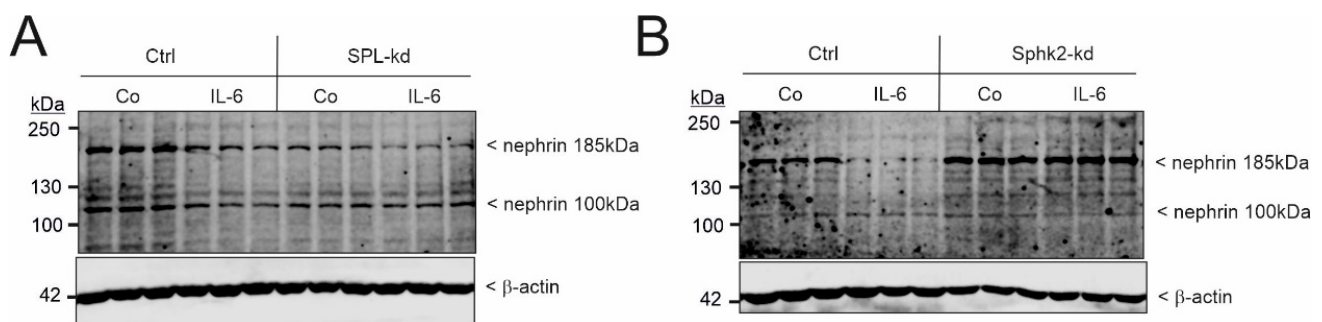 A
Ctrl SPL-kd
Co IL-6 Co IL-6
kDa
250
< nephrin 185kDa
130
< nephrin 100kDa
100
42
< β-actin
B
Ctrl Sphk2-kd
Co IL-6 Co IL-6
kDa
250
< nephrin 185kDa
130
< nephrin 100kDa
100
42
< β-actin